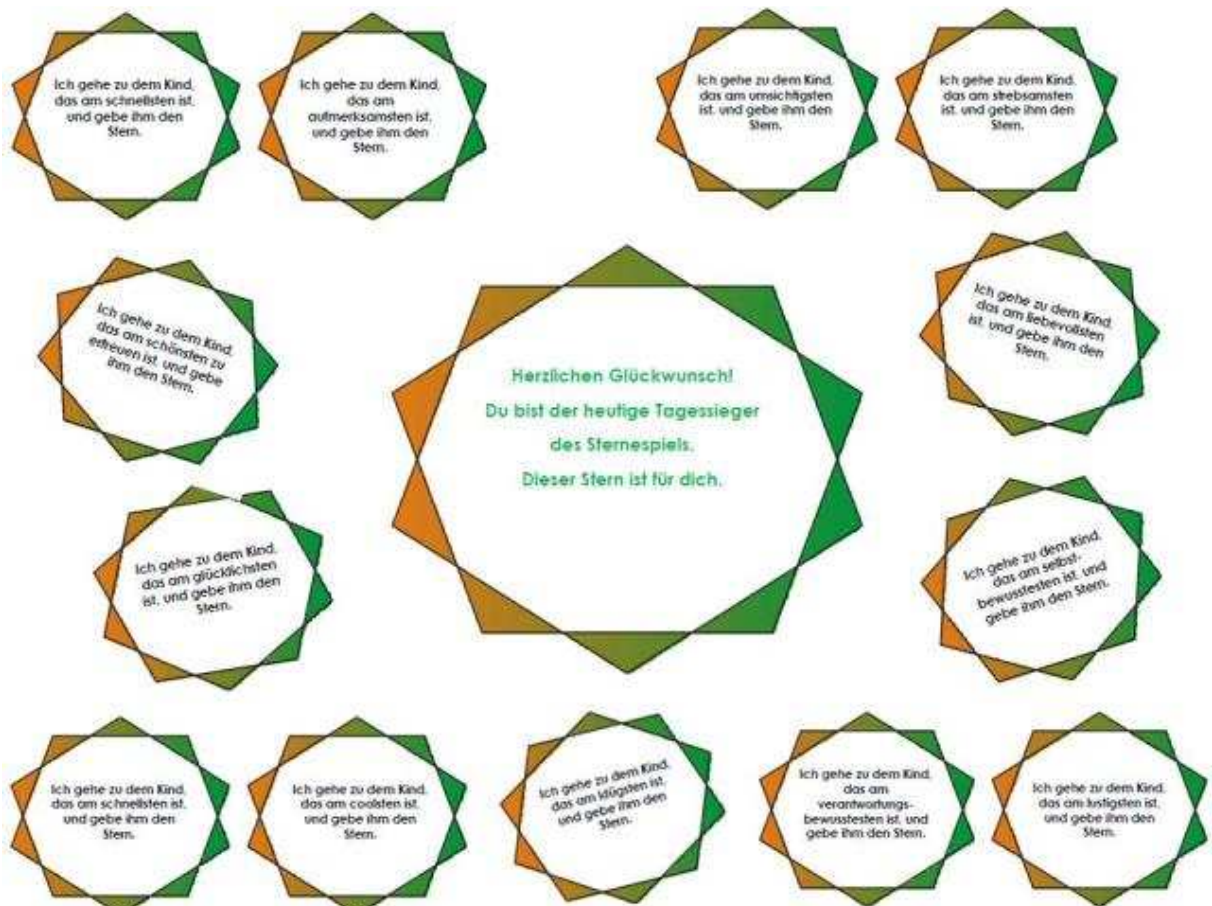 Ich gehe zu dem Kind,
das am schnellsten ist,
und gebe ihm den
Stern.
Ich gehe zu dem Kind,
das am
aufmerksamsten ist,
und gebe ihm den
Stern.
Ich gehe zu dem Kind,
das am umsichtigsten
ist, und gebe ihm den
Stern.
Ich gehe zu dem Kind,
das am strebsamsten
ist, und gebe ihm den
Stern.
Ich gehe zu dem Kind,
das am schönsten zu
erfreuen ist, und gebe
ihm den Stern.
Herzlichen Glückwunsch!
Du bist der heutige Tagessieger
des Sternespiels.
Dieser Stern ist für dich.
Ich gehe zu dem Kind,
das am liebevollsten
ist, und gebe ihm den
Stern.
Ich gehe zu dem Kind,
das am glücklichsten
ist, und gebe ihm den
Stern.
Ich gehe zu dem Kind,
das am selbst-
bewusstesten ist, und
gebe ihm den Stern.
Ich gehe zu dem Kind,
das am schnellsten ist,
und gebe ihm den
Stern.
Ich gehe zu dem Kind,
das am coolsten ist,
und gebe ihm den
Stern.
Ich gehe zu dem Kind,
das am klügsten ist,
und gebe ihm den
Stern.
Ich gehe zu dem Kind,
das am
verantwortungs-
bewusstesten ist, und
gebe ihm den Stern.
Ich gehe zu dem Kind,
das am lustigsten ist,
und gebe ihm den
Stern.